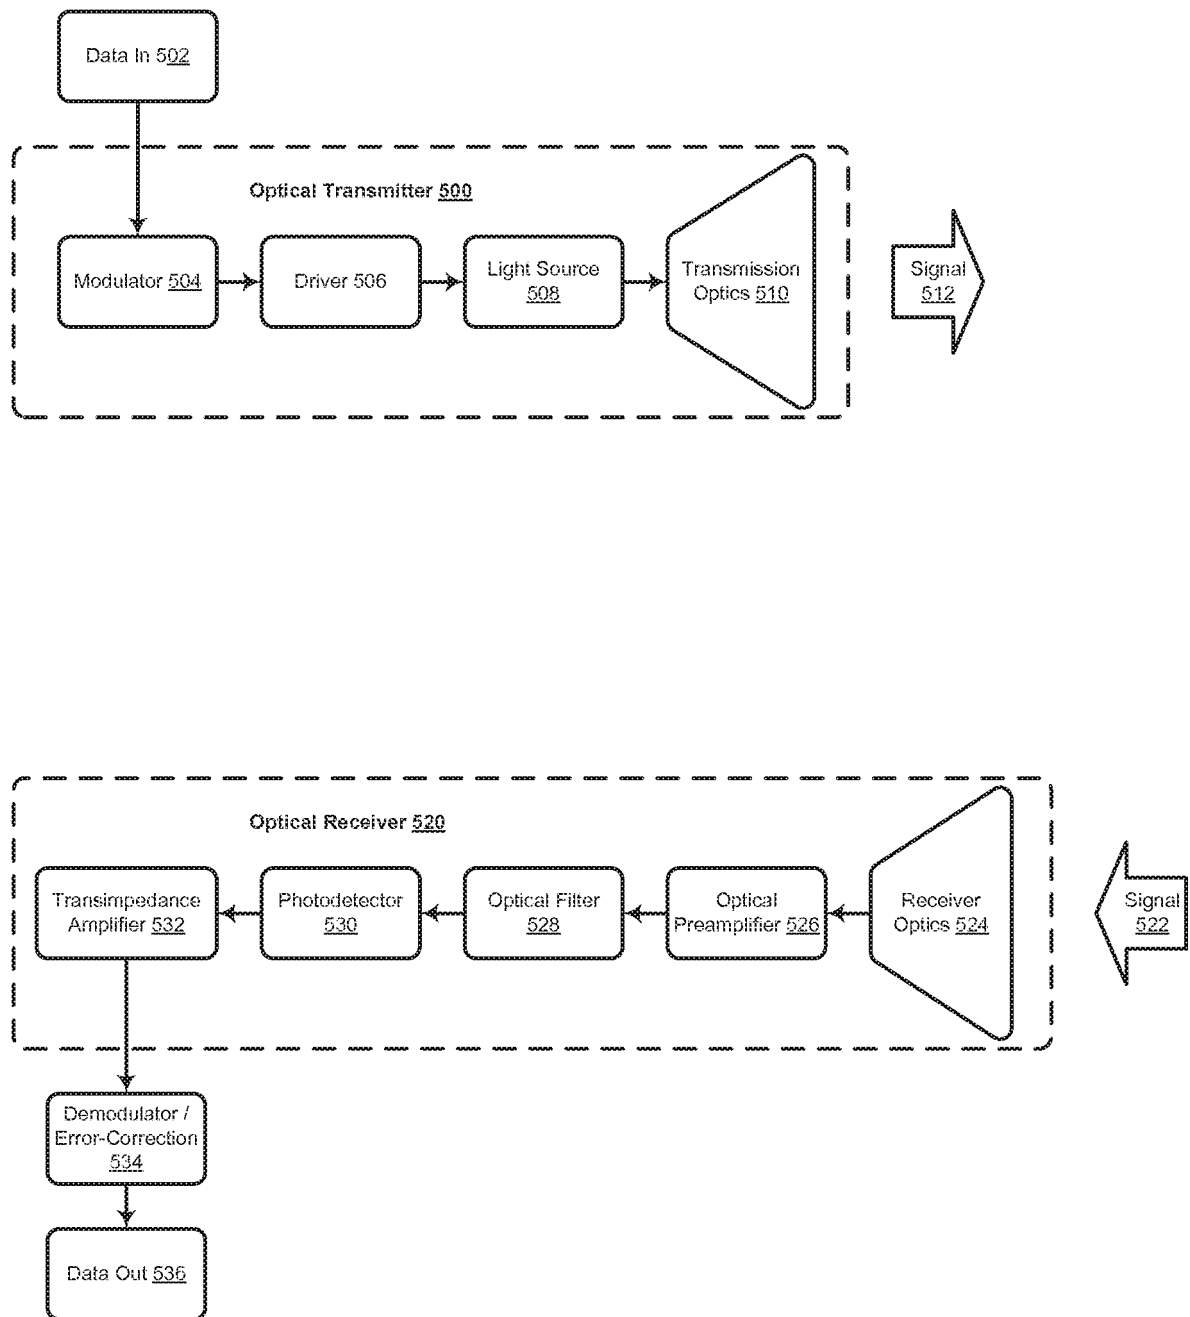 Data In 502
Optical Transmitter 500
Modulator 504
Driver 506
Light Source
508
Transmission
Optics 510
Signal
512
Optical Receiver 520
Transimpedance
Amplifier 532
Photodetector
530
Optical Filter
528
Optical
Preamplifier 526
Receiver
Optics 524
Signal
522
Demodulator /
Error-Correction
534
Data Out 536